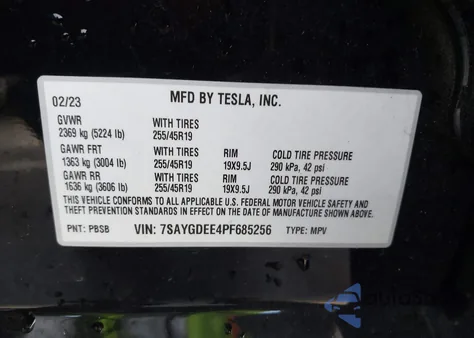 02/23 MFD BY TESLA, INC.
GVWR WITH TIRES
2369 kg (5224 lb) 255/45R19
GAWR FRT WITH TIRES RIM COLD TIRE PRESSURE
1363 kg (3004 lb) 255/45R19 19X9.5J 290 kPa, 42 psi
GAWR RR WITH TIRES RIM COLD TIRE PRESSURE
1636 kg (3606 lb) 255/45R19 19X9.5J 290 kPa, 42 psi
THIS VEHICLE CONFORMS TO ALL APPLICABLE U.S. FEDERAL MOTOR VEHICLE SAFETY AND
THEFT PREVENTION STANDARDS IN EFFECT ON THE DATE OF MANUFACTURE SHOWN ABOVE.
PNT: PBSB VIN: 7SAYGDEE4PF685256 TYPE: MPV